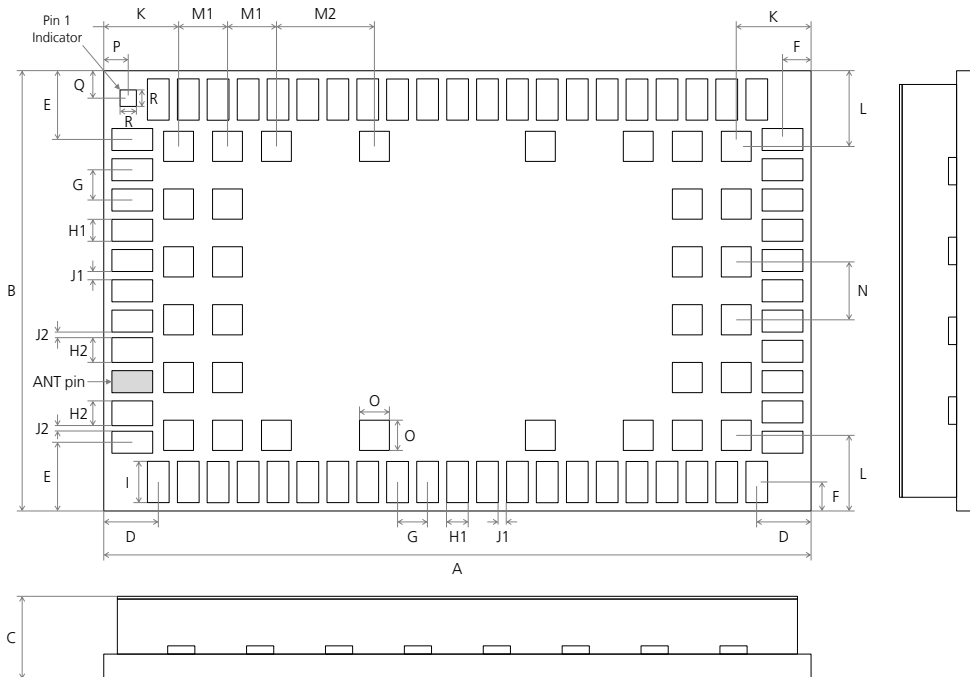 Pin 1
Indicator
K
M1
M1
M2
K
P
F
Q
E
R
R
L
G
H1
J1
B
N
J2
H2
ANT pin
O
O
H2
J2
I
E
L
F
D
G
H1
J1
D
A
C